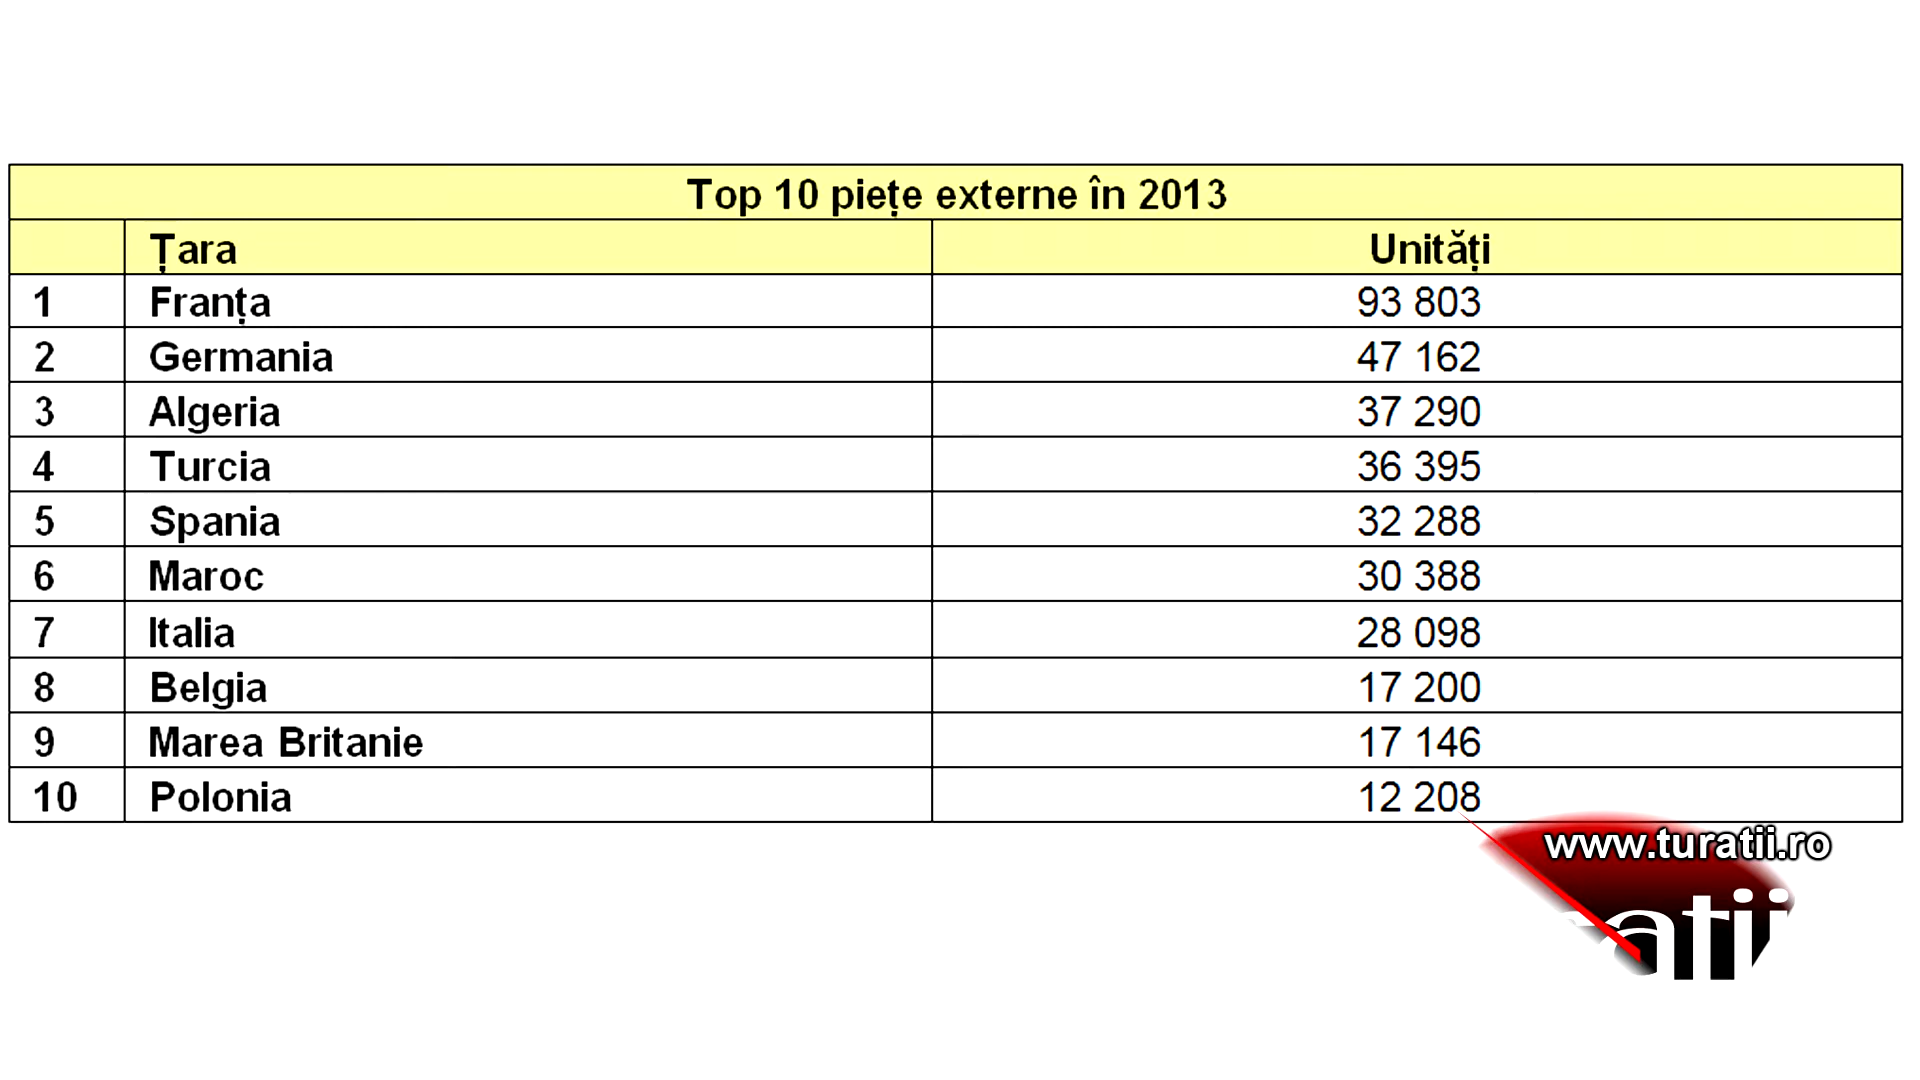 Top 10 piețe externe în 2013
Țara Unități
1 Franța 93 803
2 Germania 47 162
3 Algeria 37 290
4 Turcia 36 395
5 Spania 32 288
6 Maroc 30 388
7 Italia 28 098
8 Belgia 17 200
9 Marea Britanie 17 146
10 Polonia 12 208
www.turatii.ro
ratii